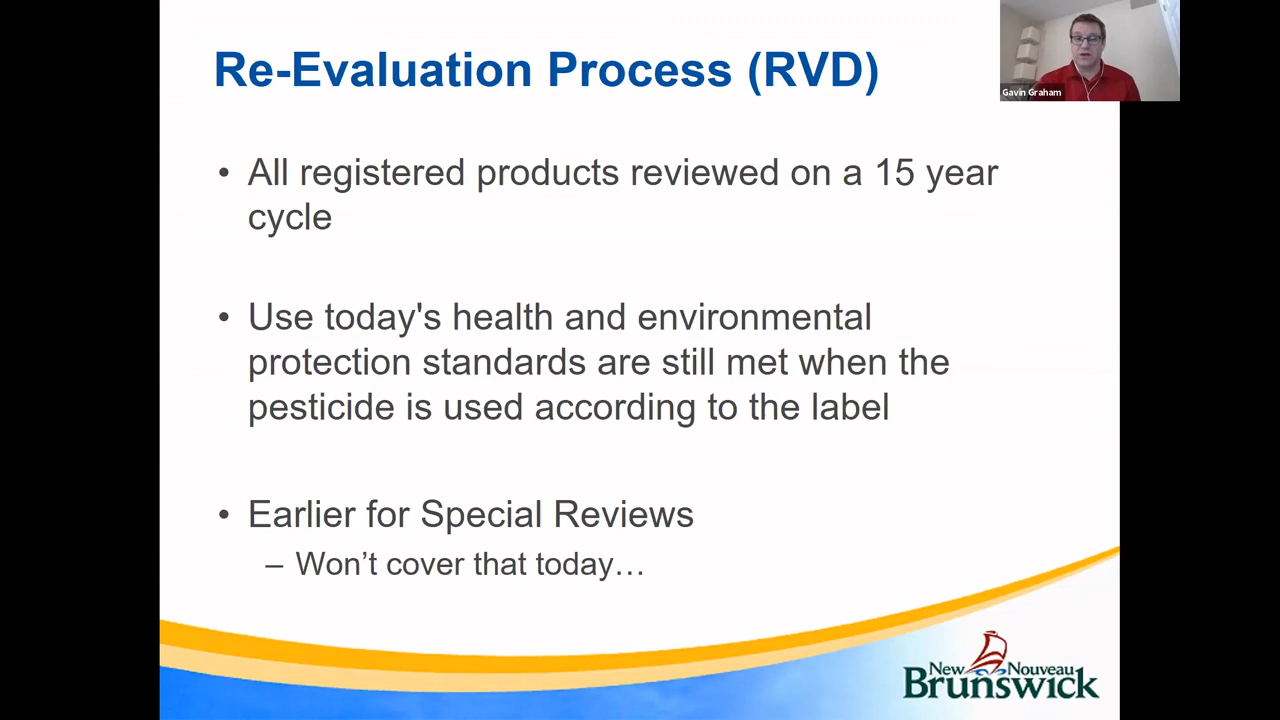 Re-Evaluation Process (RVD)
Gavin Graham
• All registered products reviewed on a 15 year
cycle
• Use today's health and environmental
protection standards are still met when the
pesticide is used according to the label
• Earlier for Special Reviews
– Won’t cover that today…
New Nouveau
Brunswick